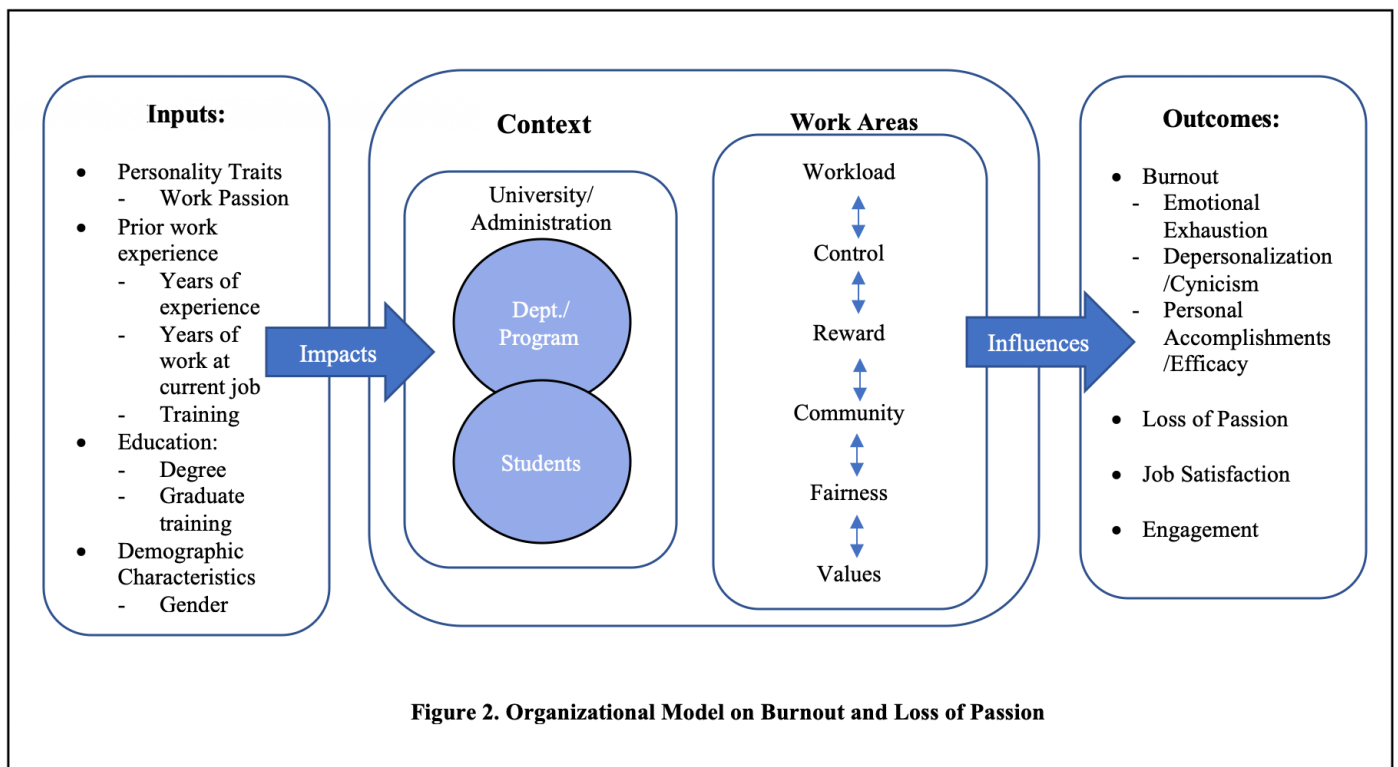 Inputs:
• Personality Traits
- Work Passion
• Prior work
experience
- Years of
experience
- Years of
work at
current job
- Training
• Education:
- Degree
- Graduate
training
• Demographic
Characteristics
- Gender
Impacts
Context
University/
Administration
Dept./
Program
Students
Work Areas
Workload
Control
Reward
Community
Fairness
Values
Influences
Outcomes:
• Burnout
- Emotional
Exhaustion
- Depersonalization
/Cynicism
- Personal
Accomplishments
/Efficacy
• Loss of Passion
• Job Satisfaction
• Engagement
Figure 2. Organizational Model on Burnout and Loss of Passion